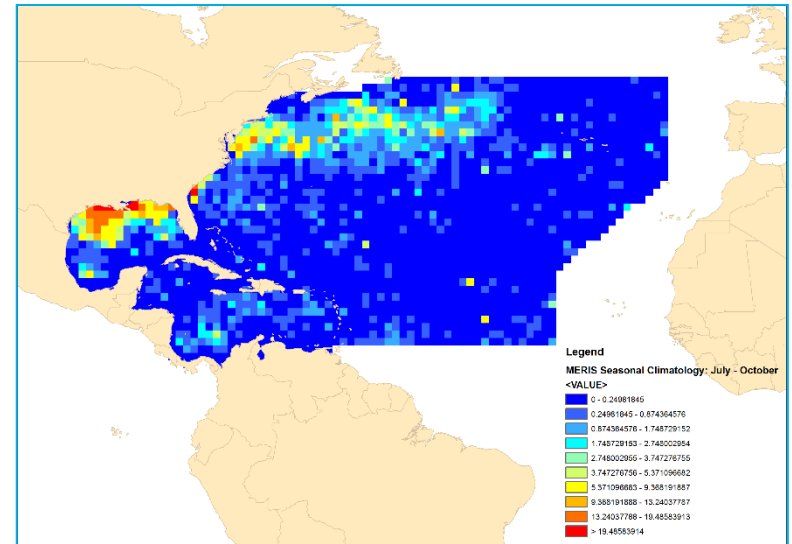 Legend
MERIS Seasonal Climatology: July - October
<VALUE>
0 - 0.24981845
0.24981845 - 0.874364576
0.874364576 - 1.748729152
1.748729153 - 2.748002954
2.748002955 - 3.747276755
3.747276756 - 5.371096682
5.371096683 - 9.368191887
9.368191888 - 13.24037787
13.24037788 - 19.48583913
> 19.48583914